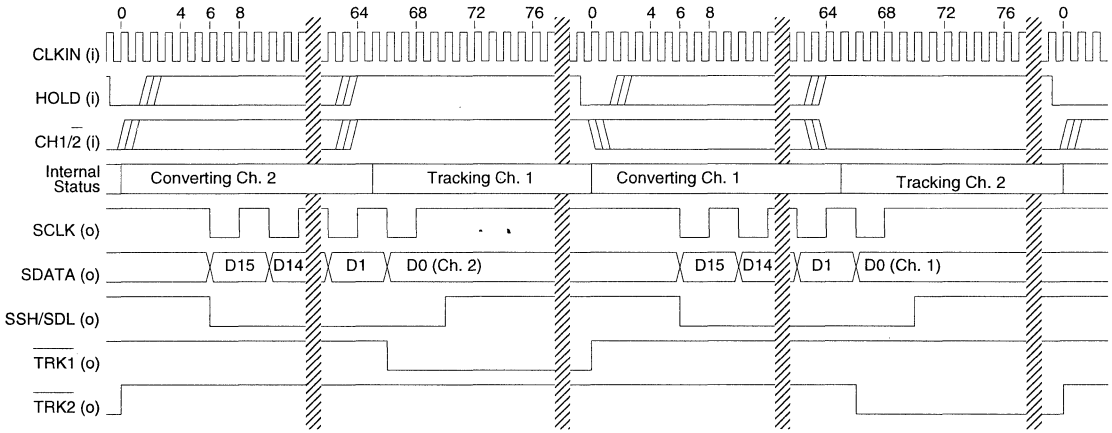 0 4 6 8 64 68 72 76 0 4 6 8 64 68 72 76 0
CLKIN (i)
HOLD (i)
CH1/2̅ (i)
Internal
Status
Converting Ch. 2 Tracking Ch. 1 Converting Ch. 1 Tracking Ch. 2
SCLK (o)
SDATA (o) D15 D14 D1 D0 (Ch. 2) D15 D14 D1 D0 (Ch. 1)
SSH/SDL (o)
T̅R̅K̅1̅ (o)
T̅R̅K̅2̅ (o)